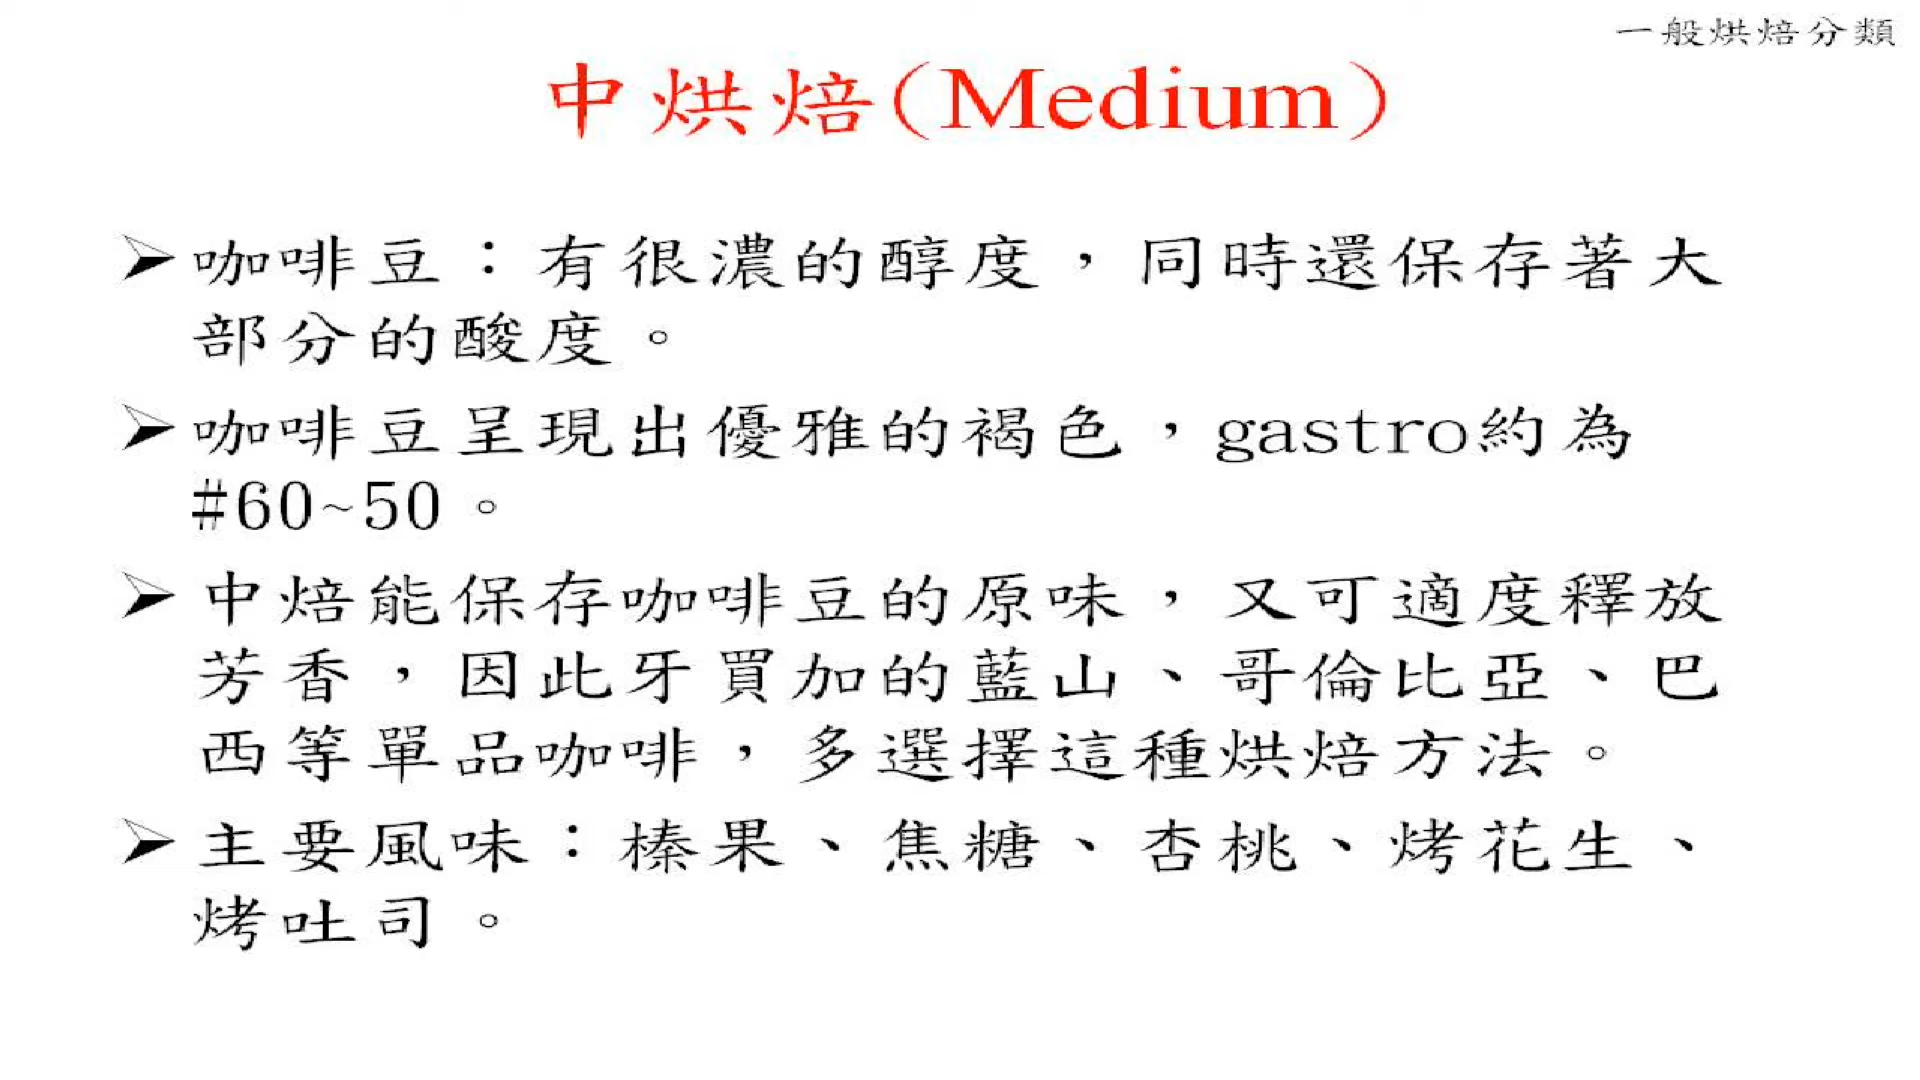 一般烘焙分類
中烘焙(Medium)
➢咖啡豆：有很濃的醇度，同時還保存著大
部分的酸度。
➢咖啡豆呈現出優雅的褐色，gastro約為
#60~50。
➢中焙能保存咖啡豆的原味，又可適度釋放
芳香，因此牙買加的藍山、哥倫比亞、巴
西等單品咖啡，多選擇這種烘焙方法。
➢主要風味：榛果、焦糖、杏桃、烤花生、
烤吐司。